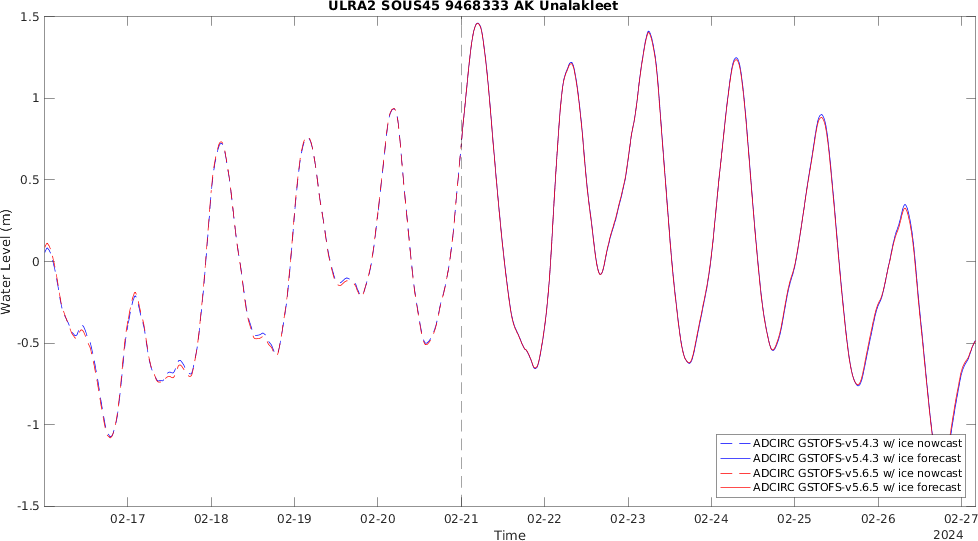 ULRA2 SOUS45 9468333 AK Unalakleet
1.5
1
0.5
0
-0.5
-1
-1.5
Water Level (m)
02-17 02-18 02-19 02-20 02-21 02-22 02-23 02-24 02-25 02-26 02-27
Time
2024
ADCIRC GSTOFS-v5.4.3 w/ ice nowcast
ADCIRC GSTOFS-v5.4.3 w/ ice forecast
ADCIRC GSTOFS-v5.6.5 w/ ice nowcast
ADCIRC GSTOFS-v5.6.5 w/ ice forecast